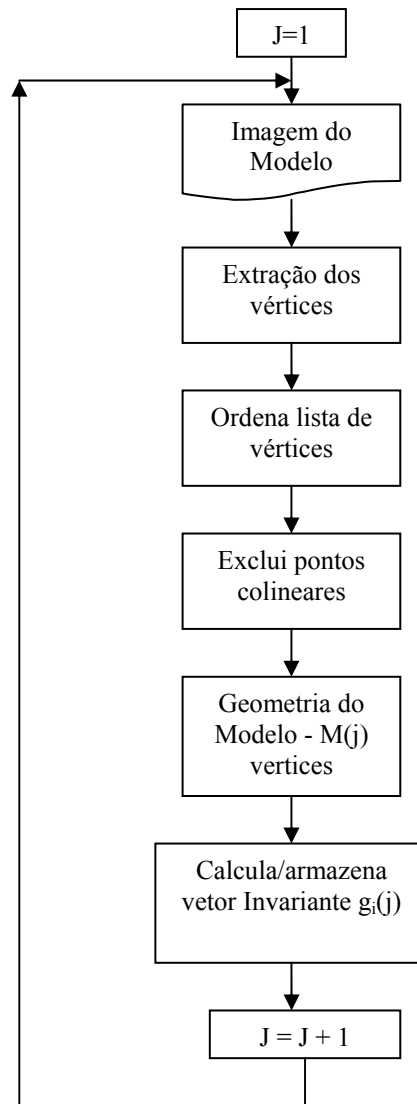 J=1
Imagem do
Modelo
Extração dos
vértices
Ordena lista de
vértices
Exclui pontos
colineares
Geometria do
Modelo - M(j)
vertices
Calcula/armazena
vetor Invariante gᵢ(j)
J = J + 1